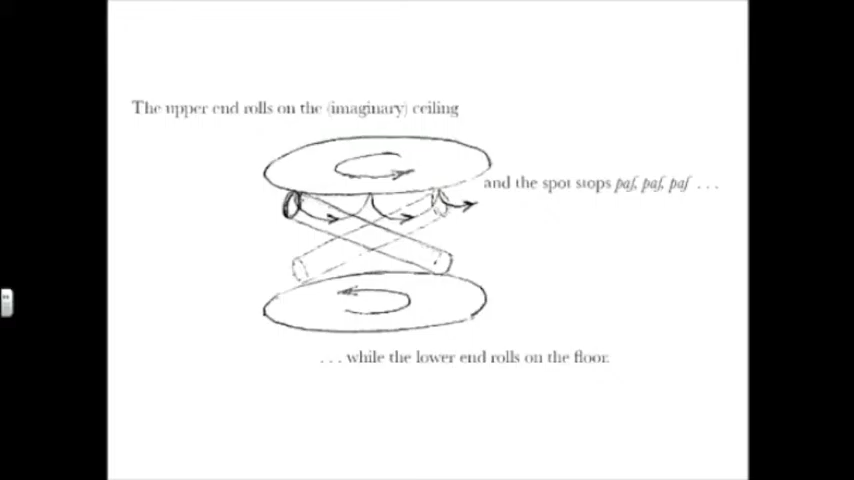 The upper end rolls on the (imaginary) ceiling
and the spot stops paf, paf, paf . . .
. . . while the lower end rolls on the floor.